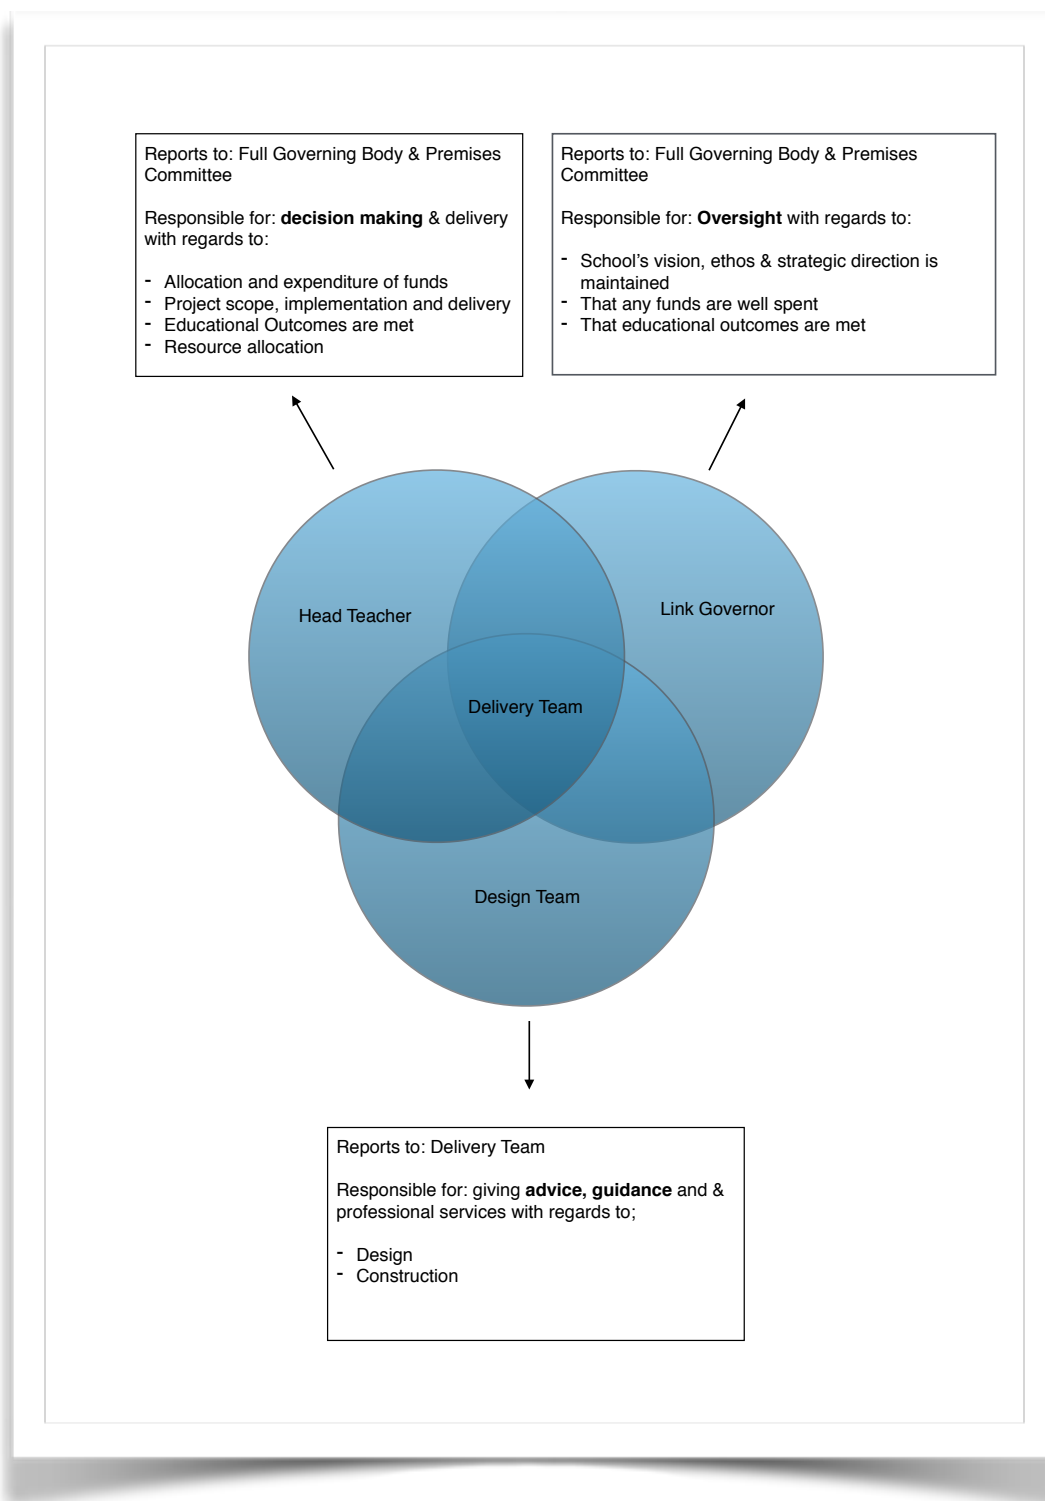 Reports to: Full Governing Body & Premises
Committee
Responsible for: decision making & delivery
with regards to:
- Allocation and expenditure of funds
- Project scope, implementation and delivery
- Educational Outcomes are met
- Resource allocation
Reports to: Full Governing Body & Premises
Committee
Responsible for: Oversight with regards to:
- School’s vision, ethos & strategic direction is
maintained
- That any funds are well spent
- That educational outcomes are met
Head Teacher
Link Governor
Delivery Team
Design Team
Reports to: Delivery Team
Responsible for: giving advice, guidance and &
professional services with regards to;
- Design
- Construction